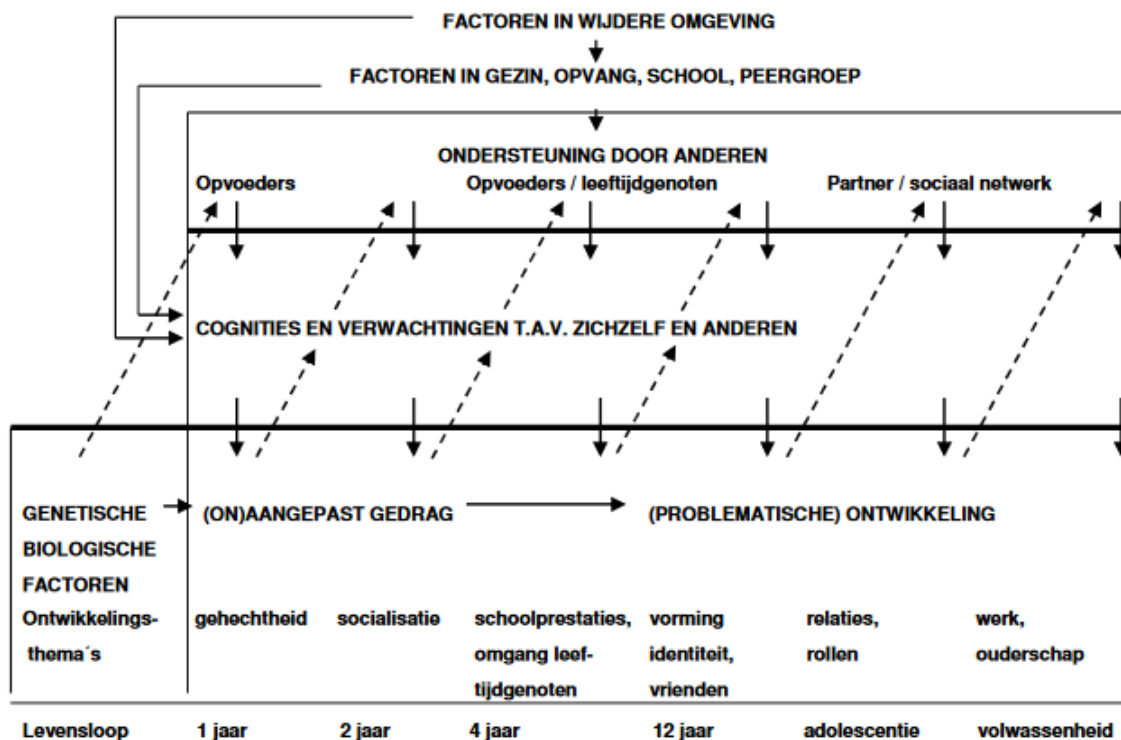 FACTOREN IN WIJDERE OMGEVING
FACTOREN IN GEZIN, OPVANG, SCHOOL, PEERGROEP
ONDERSTEUNING DOOR ANDEREN
Opvoeders Opvoeders / leeftijdgenoten Partner / sociaal netwerk
COGNITIES EN VERWACHTINGEN T.A.V. ZICHZELF EN ANDEREN
GENETISCHE (ON)AANGEPAST GEDRAG (PROBLEMATISCHE) ONTWIKKELING
BIOLOGISCHE
FACTOREN
Ontwikkelings- gehechtheid socialisatie schoolprestaties, vorming relaties, werk,
thema´s omgang leef- identiteit, rollen ouderschap
tijdgenoten vrienden
Levensloop 1 jaar 2 jaar 4 jaar 12 jaar adolescentie volwassenheid